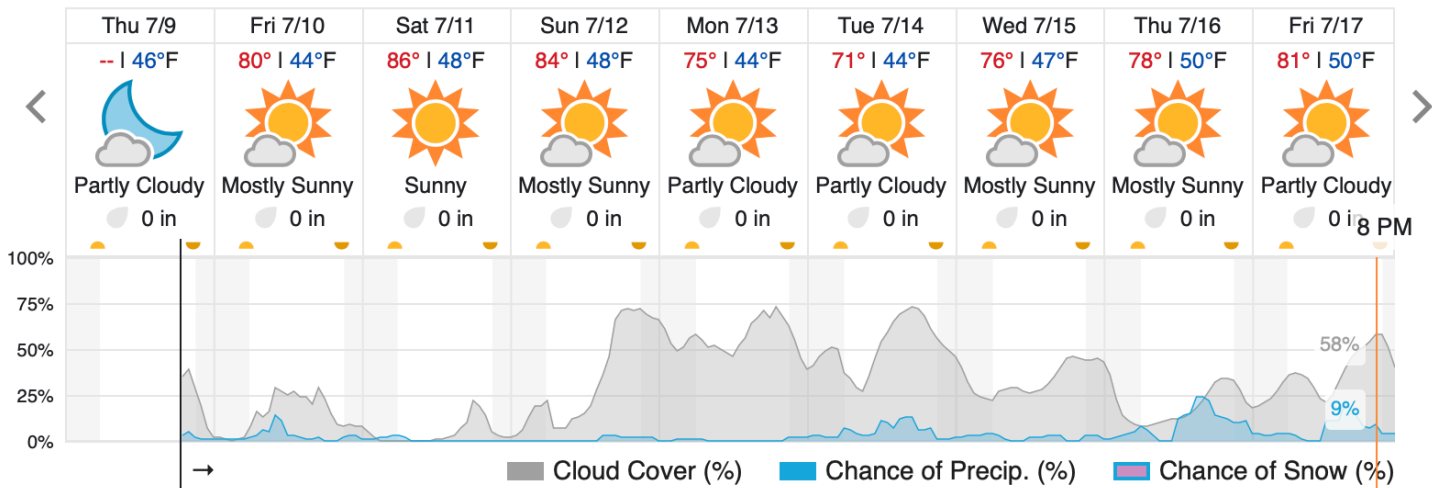 Thu 7/9 Fri 7/10 Sat 7/11 Sun 7/12 Mon 7/13 Tue 7/14 Wed 7/15 Thu 7/16 Fri 7/17
-- | 46°F 80° | 44°F 86° | 48°F 84° | 48°F 75° | 44°F 71° | 44°F 76° | 47°F 78° | 50°F 81° | 50°F
Partly Cloudy Mostly Sunny Sunny Mostly Sunny Partly Cloudy Partly Cloudy Mostly Sunny Mostly Sunny Partly Cloudy
0 in 0 in 0 in 0 in 0 in 0 in 0 in 0 in 0 in
8 PM
100%
75%
50%
58%
25%
9%
0%
→ Cloud Cover (%) Chance of Precip. (%) Chance of Snow (%)